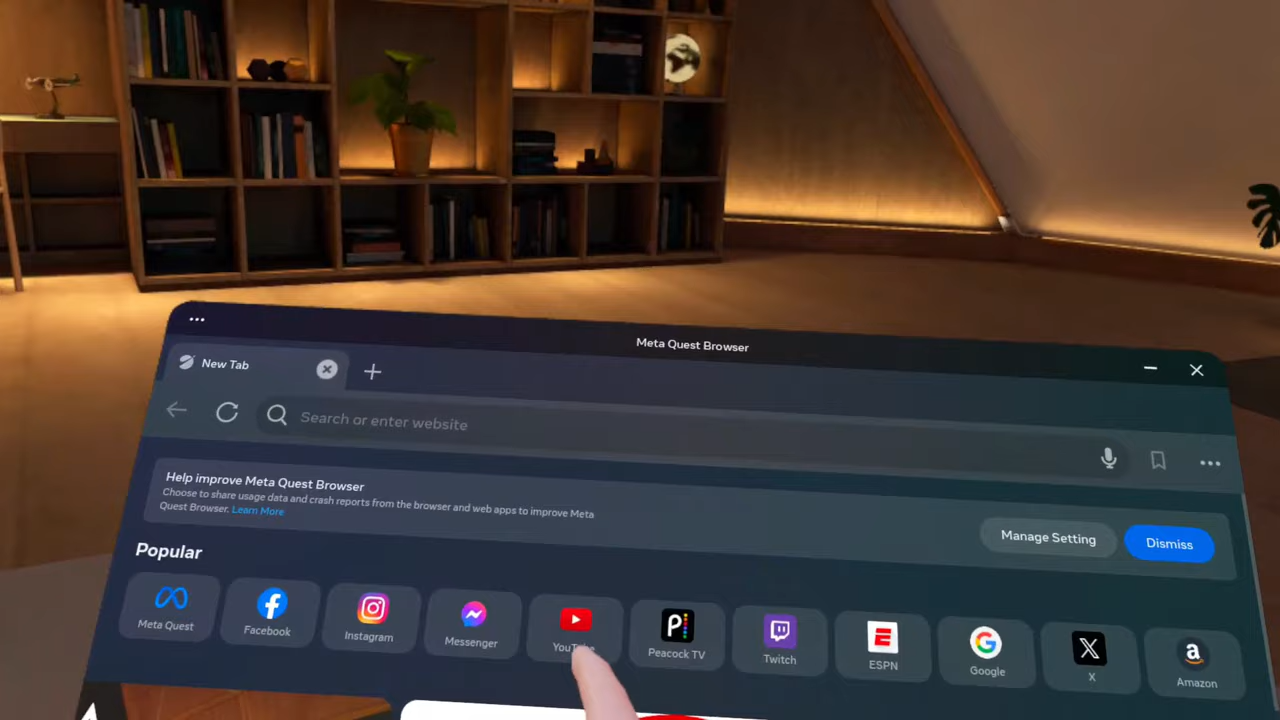 Meta Quest Browser
New Tab
Search or enter website
Help improve Meta Quest Browser
Choose to share usage data and crash reports from the browser and web apps to improve Meta
Quest Browser. Learn More
Manage Setting
Dismiss
Popular
Meta Quest
Facebook
Instagram
Messenger
YouTube
Peacock TV
Twitch
ESPN
Google
X
Amazon